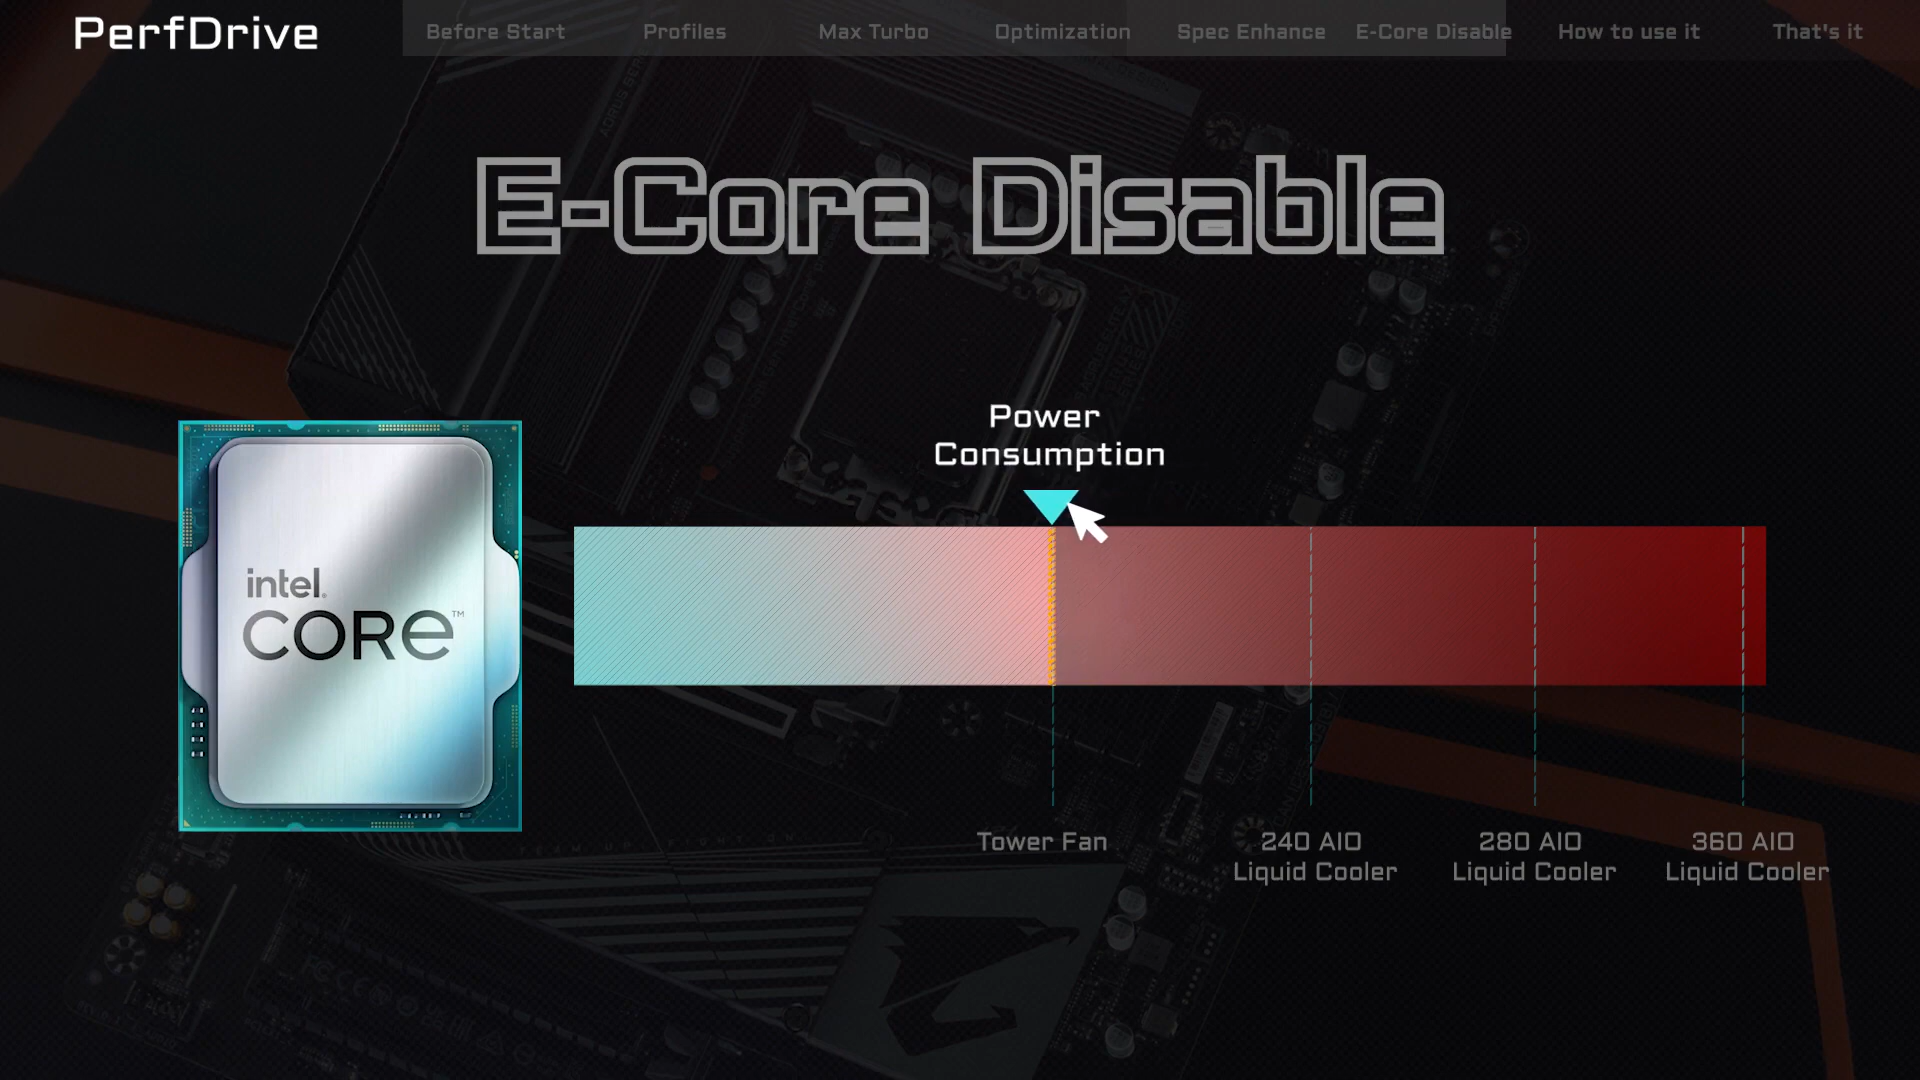 PerfDrive
Before Start
Profiles
Max Turbo
Optimization
Spec Enhance
E-Core Disable
How to use it
That's it
E-Core Disable
Power
Consumption
intel.
CORe™
Tower Fan
240 AIO
Liquid Cooler
280 AIO
Liquid Cooler
360 AIO
Liquid Cooler